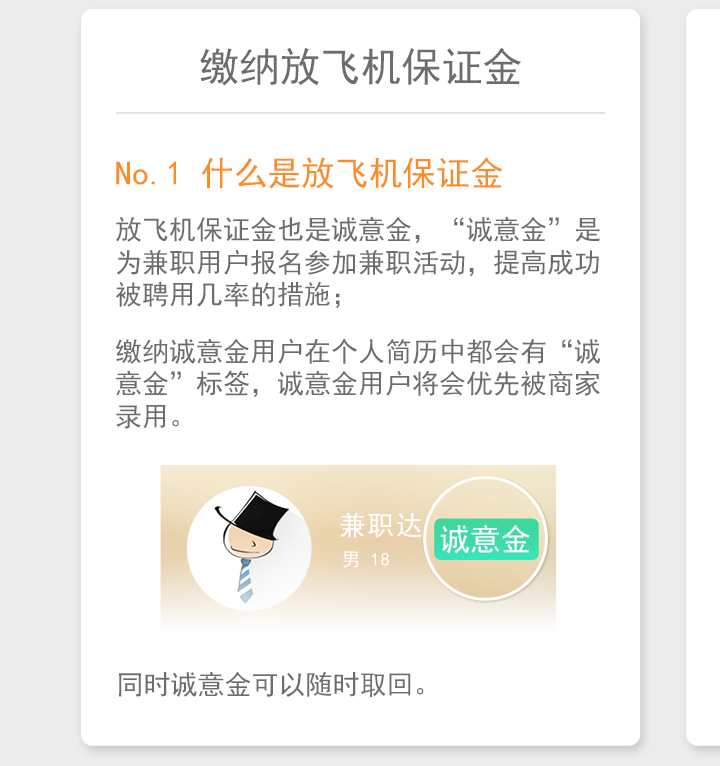 缴纳放飞机保证金
No.1 什么是放飞机保证金
放飞机保证金也是诚意金，“诚意金”是
为兼职用户报名参加兼职活动，提高成功
被聘用几率的措施；
缴纳诚意金用户在个人简历中都会有“诚
意金”标签，诚意金用户将会优先被商家
录用。
兼职达
诚意金
男 18
同时诚意金可以随时取回。